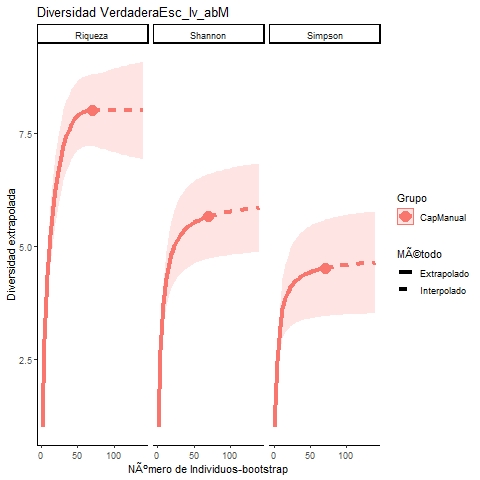 Diversidad VerdaderaEsc_lv_abM
Riqueza Shannon Simpson
7.5
5.0
2.5
0 50 100 0 50 100 0 50 100
Diversidad extrapolada
NÃºmero de Individuos-bootstrap
Grupo
CapManual
MÃ©todo
Extrapolado
Interpolado